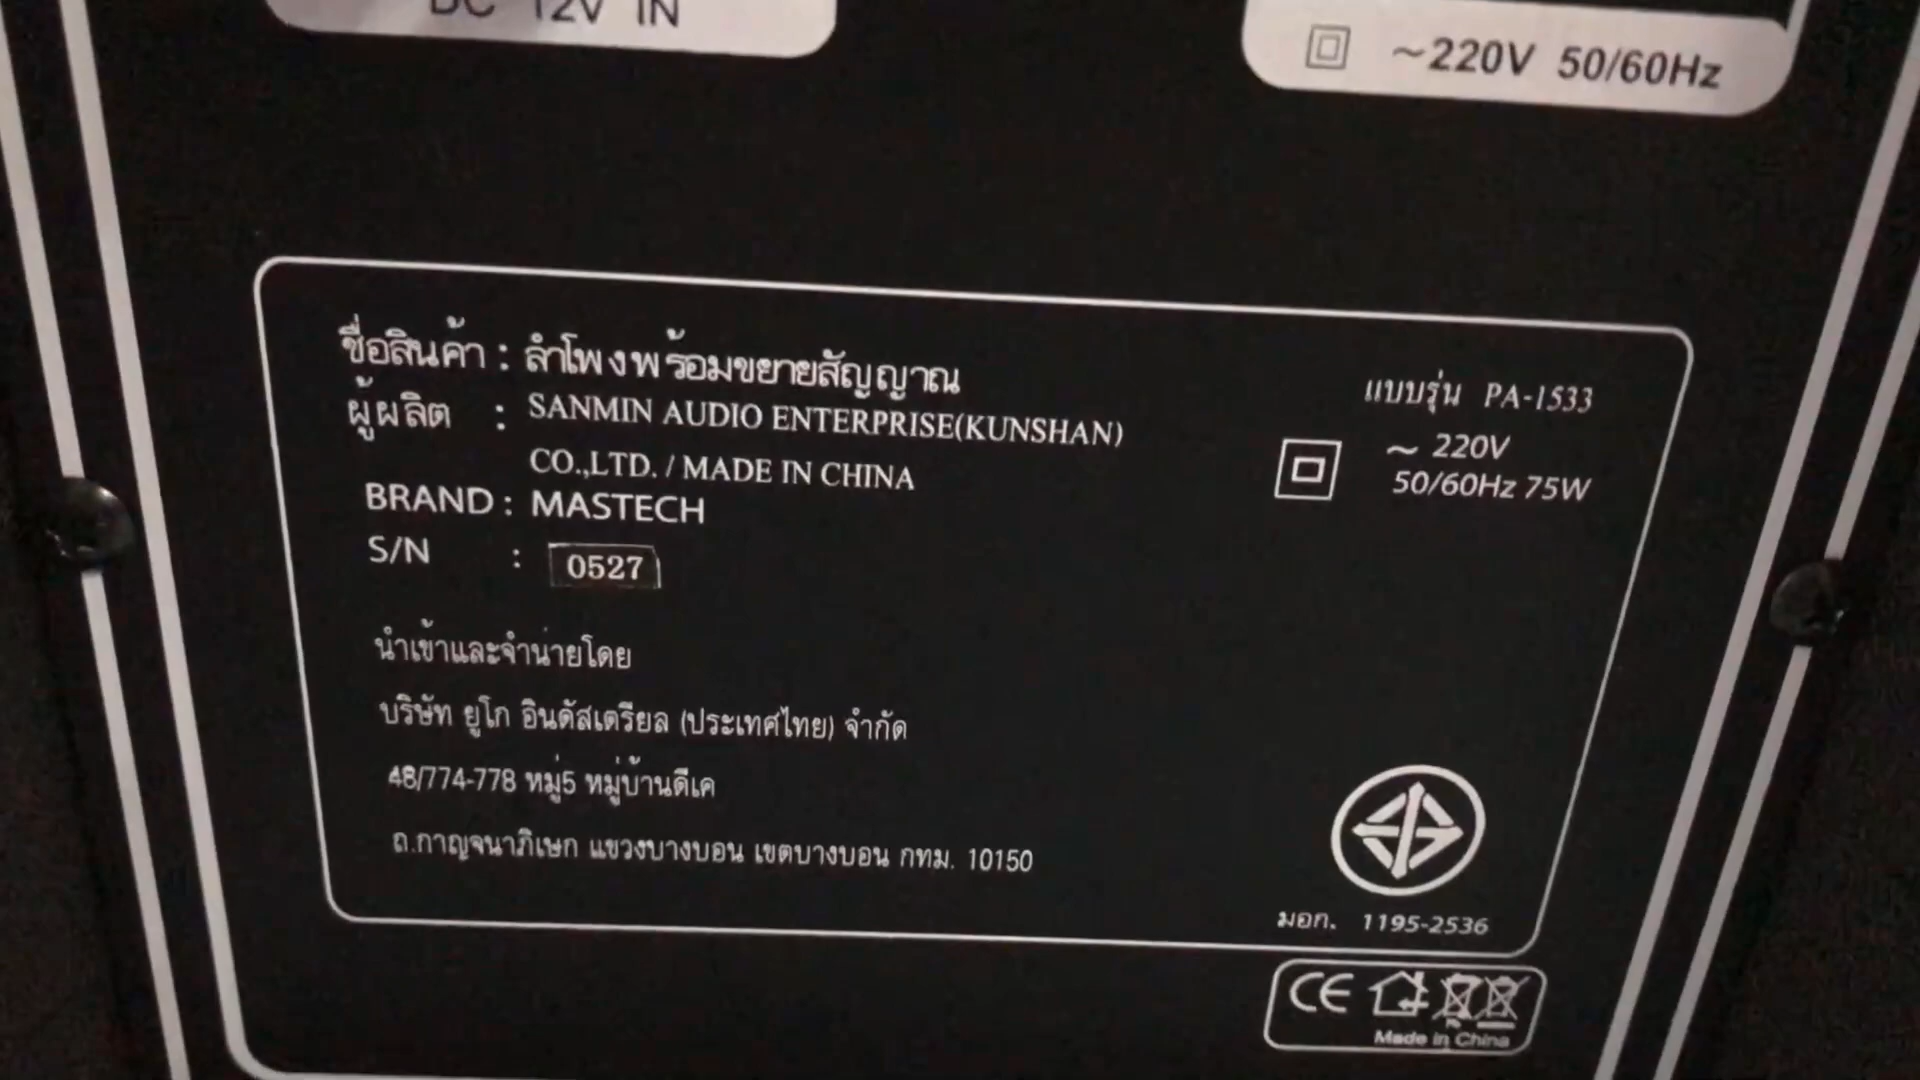 DC 12V IN
~220V 50/60Hz
ชื่อสินค้า : ลำโพงพร้อมขยายสัญญาณ
แบบรุ่น PA-1533
ผู้ผลิต : SANMIN AUDIO ENTERPRISE(KUNSHAN)
CO.,LTD. / MADE IN CHINA
~ 220V
50/60Hz 75W
BRAND : MASTECH
S/N : 0527
นำเข้าและจำน่ายโดย
บริษัท ยูโก อินดัสเตรียล (ประเทศไทย) จำกัด
48/774-778 หมู่5 หมู่บ้านดีเค
ถ.กาญจนาภิเษก แขวงบางบอน เขตบางบอน กทม. 10150
มอก. 1195-2536
CE
Made in China